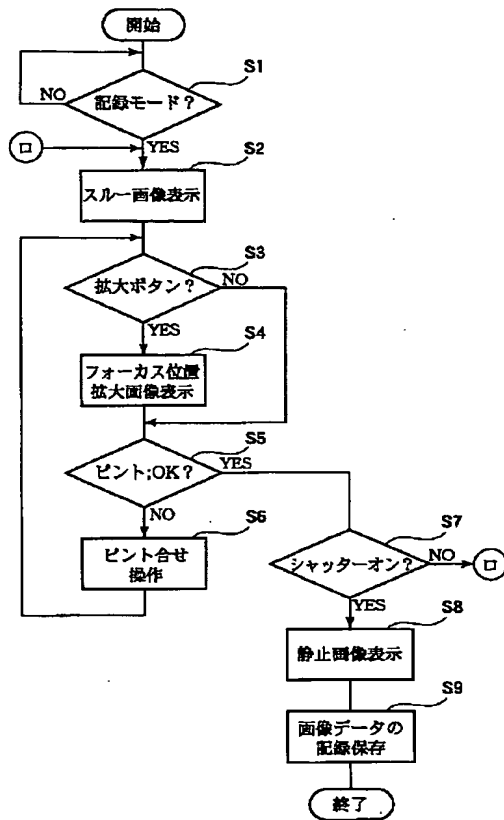 開始
S1
記録モード?
NO
YES
ロ
S2
スルー画像表示
S3
拡大ボタン?
NO
YES
S4
フォーカス位置
拡大画像表示
S5
ピント;OK?
YES
NO
S6
ピント合せ
操作
S7
シャッターオン?
NO
ロ
YES
S8
静止画像表示
S9
画像データの
記録保存
終了